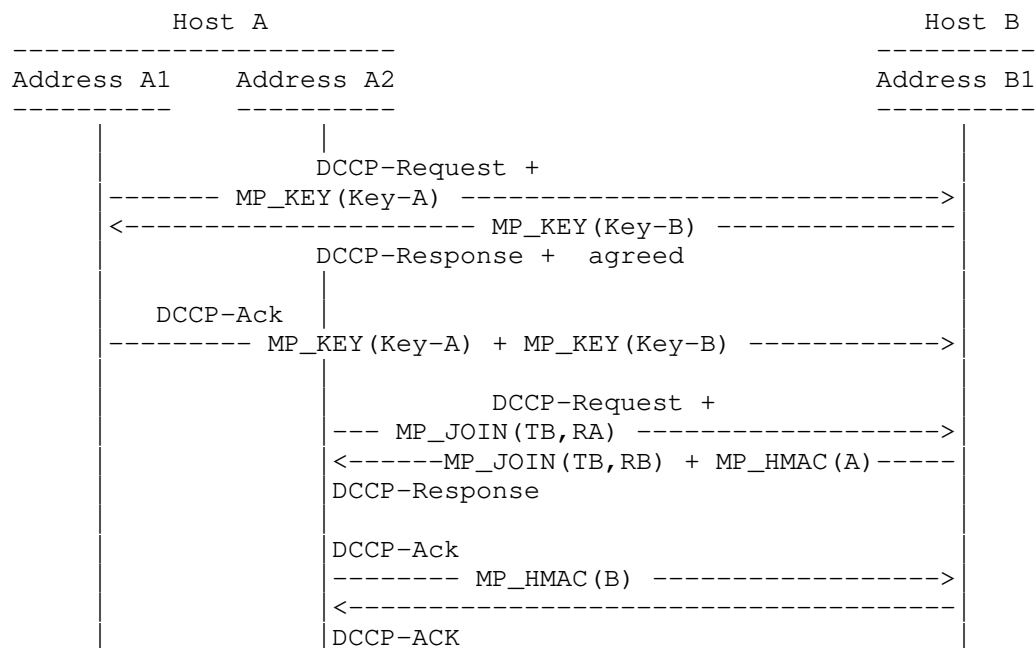 Host A Host B
------------------------ ----------
Address A1 Address A2 Address B1
---------- ---------- ----------
| | |
DCCP-Request + |
|------- MP_KEY(Key-A) ------------------------------>|
|<---------------------- MP_KEY(Key-B) ---------------|
| DCCP-Response + agreed |
| | |
| DCCP-Ack | |
|--------- MP_KEY(Key-A) + MP_KEY(Key-B) ------------>|
| | |
| | DCCP-Request + |
| |--- MP_JOIN(TB,RA) ------------------->|
| |<------MP_JOIN(TB,RB) + MP_HMAC(A)-----|
| |DCCP-Response |
| | |
| |DCCP-Ack |
| |-------- MP_HMAC(B) ------------------>|
| |<--------------------------------------|
| |DCCP-ACK |